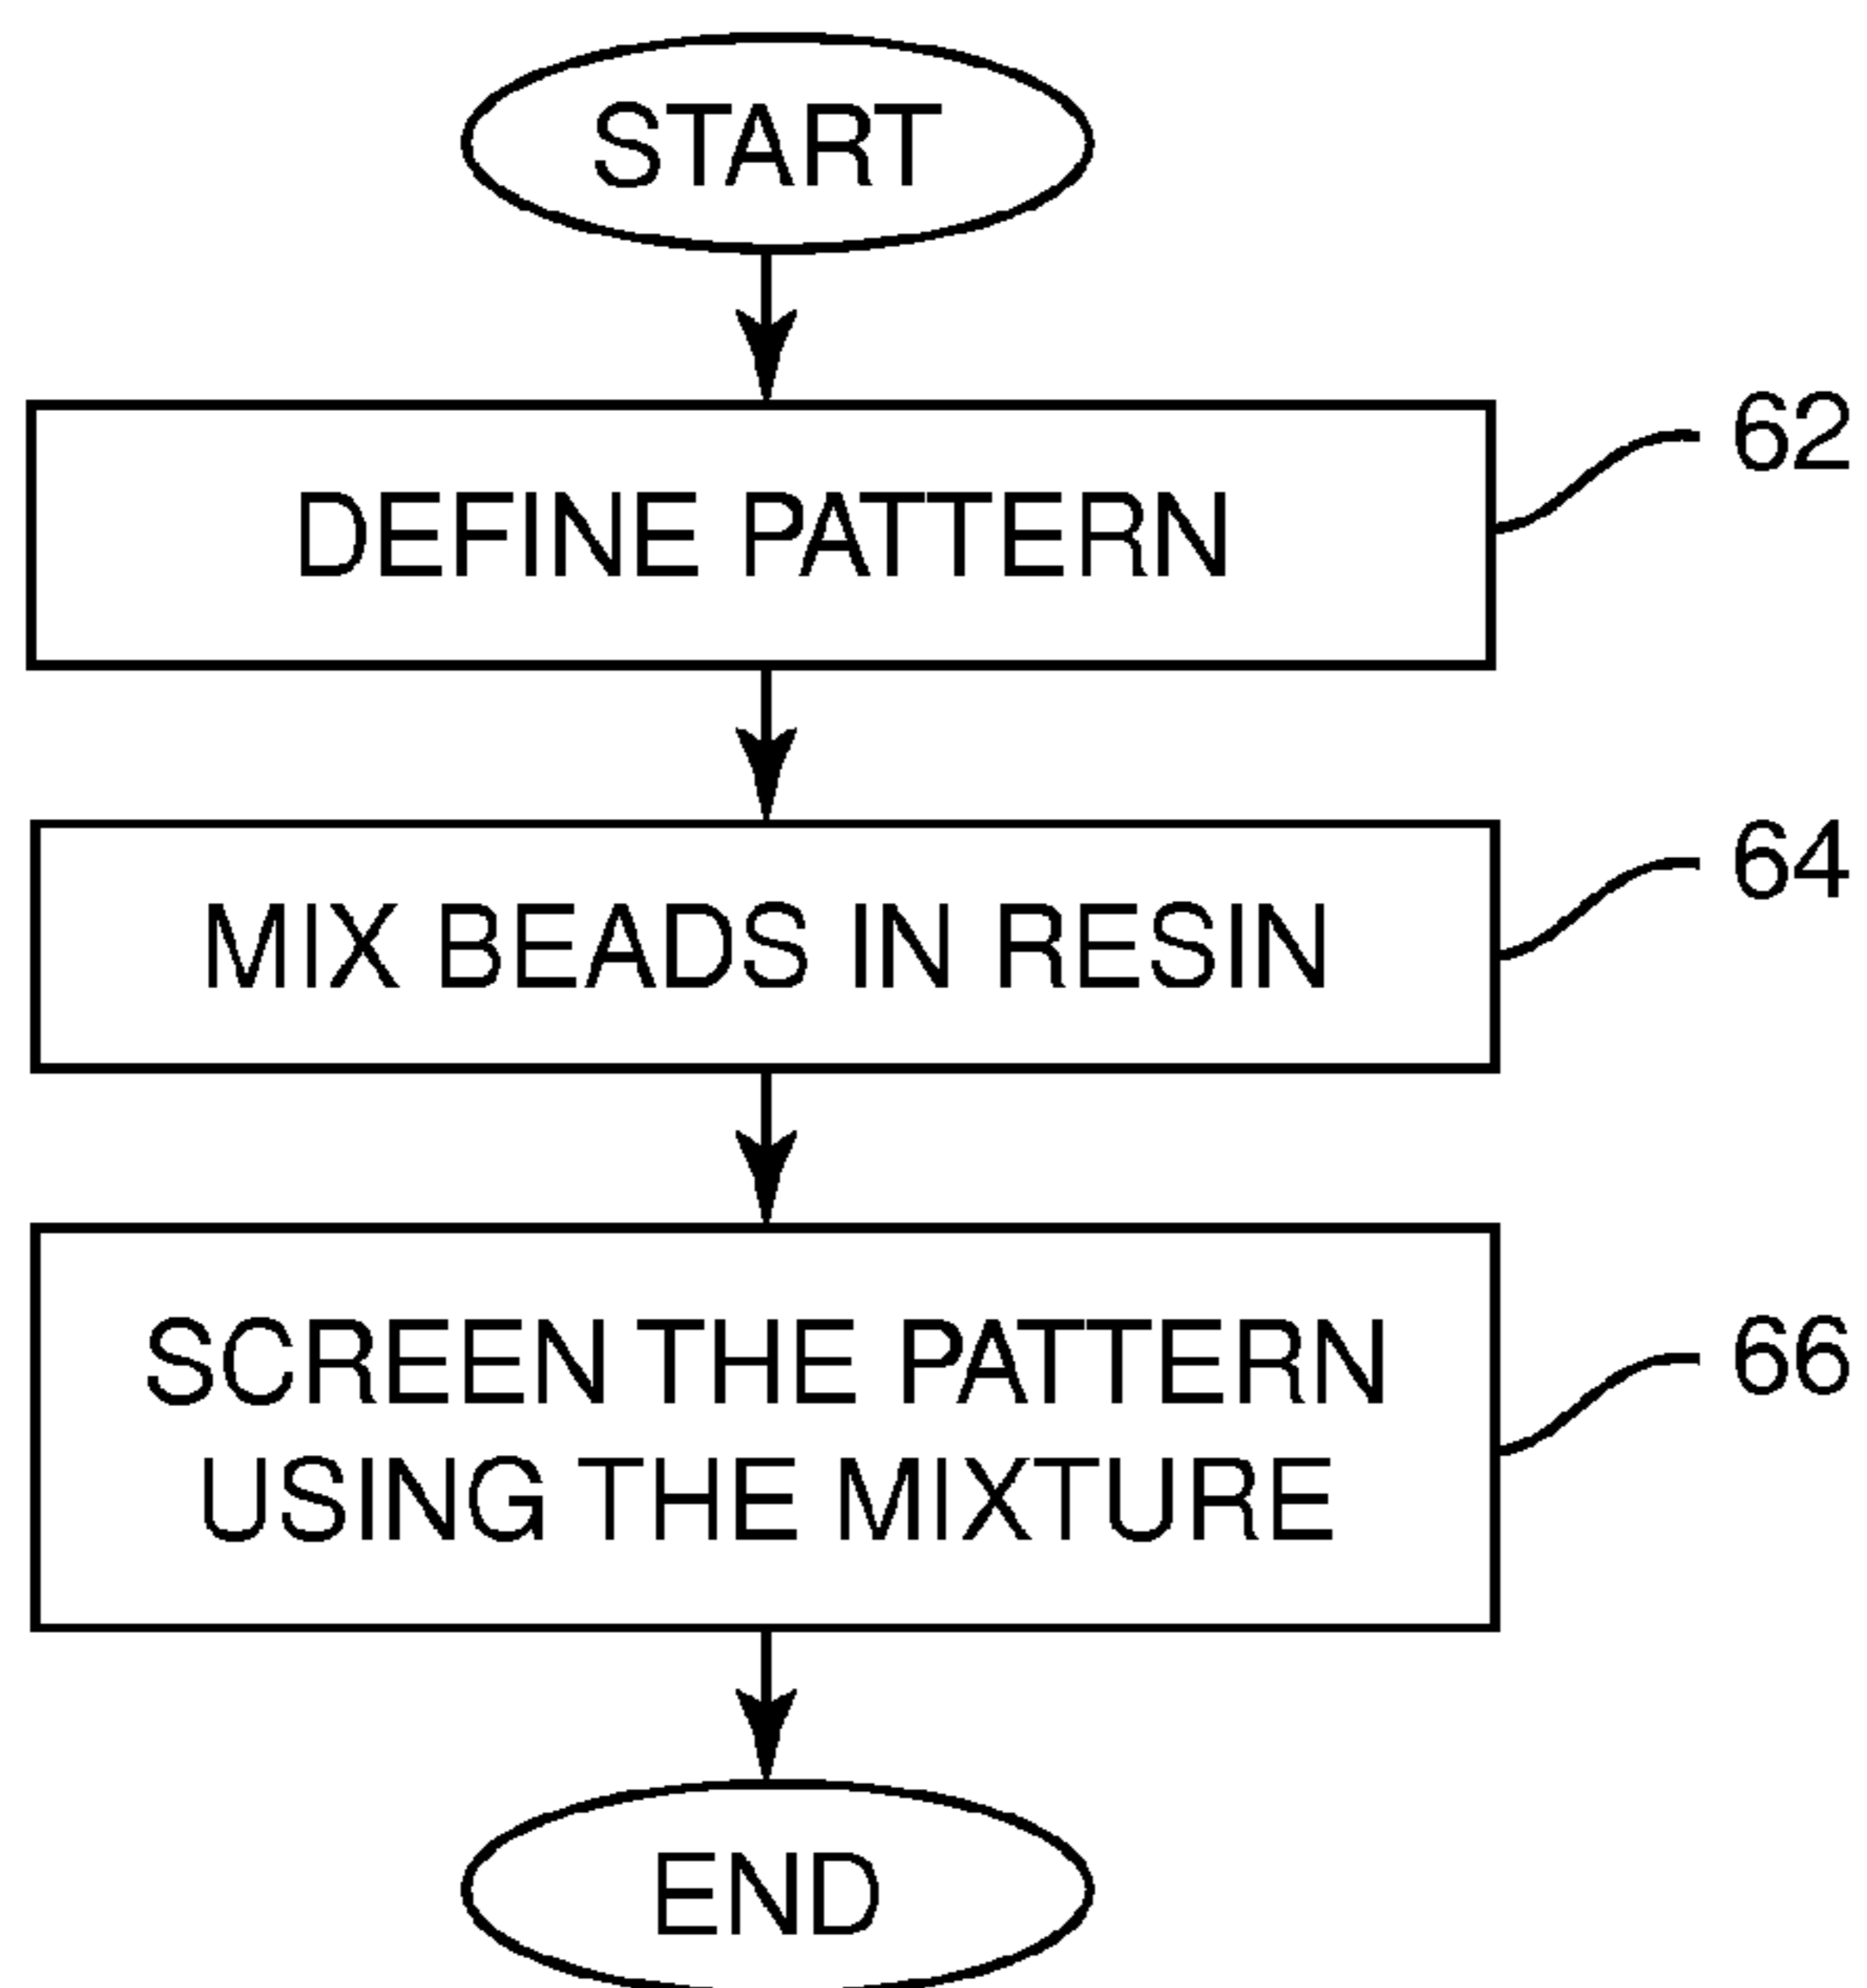 START
DEFINE PATTERN
62
MIX BEADS IN RESIN
64
SCREEN THE PATTERN
USING THE MIXTURE
66
END